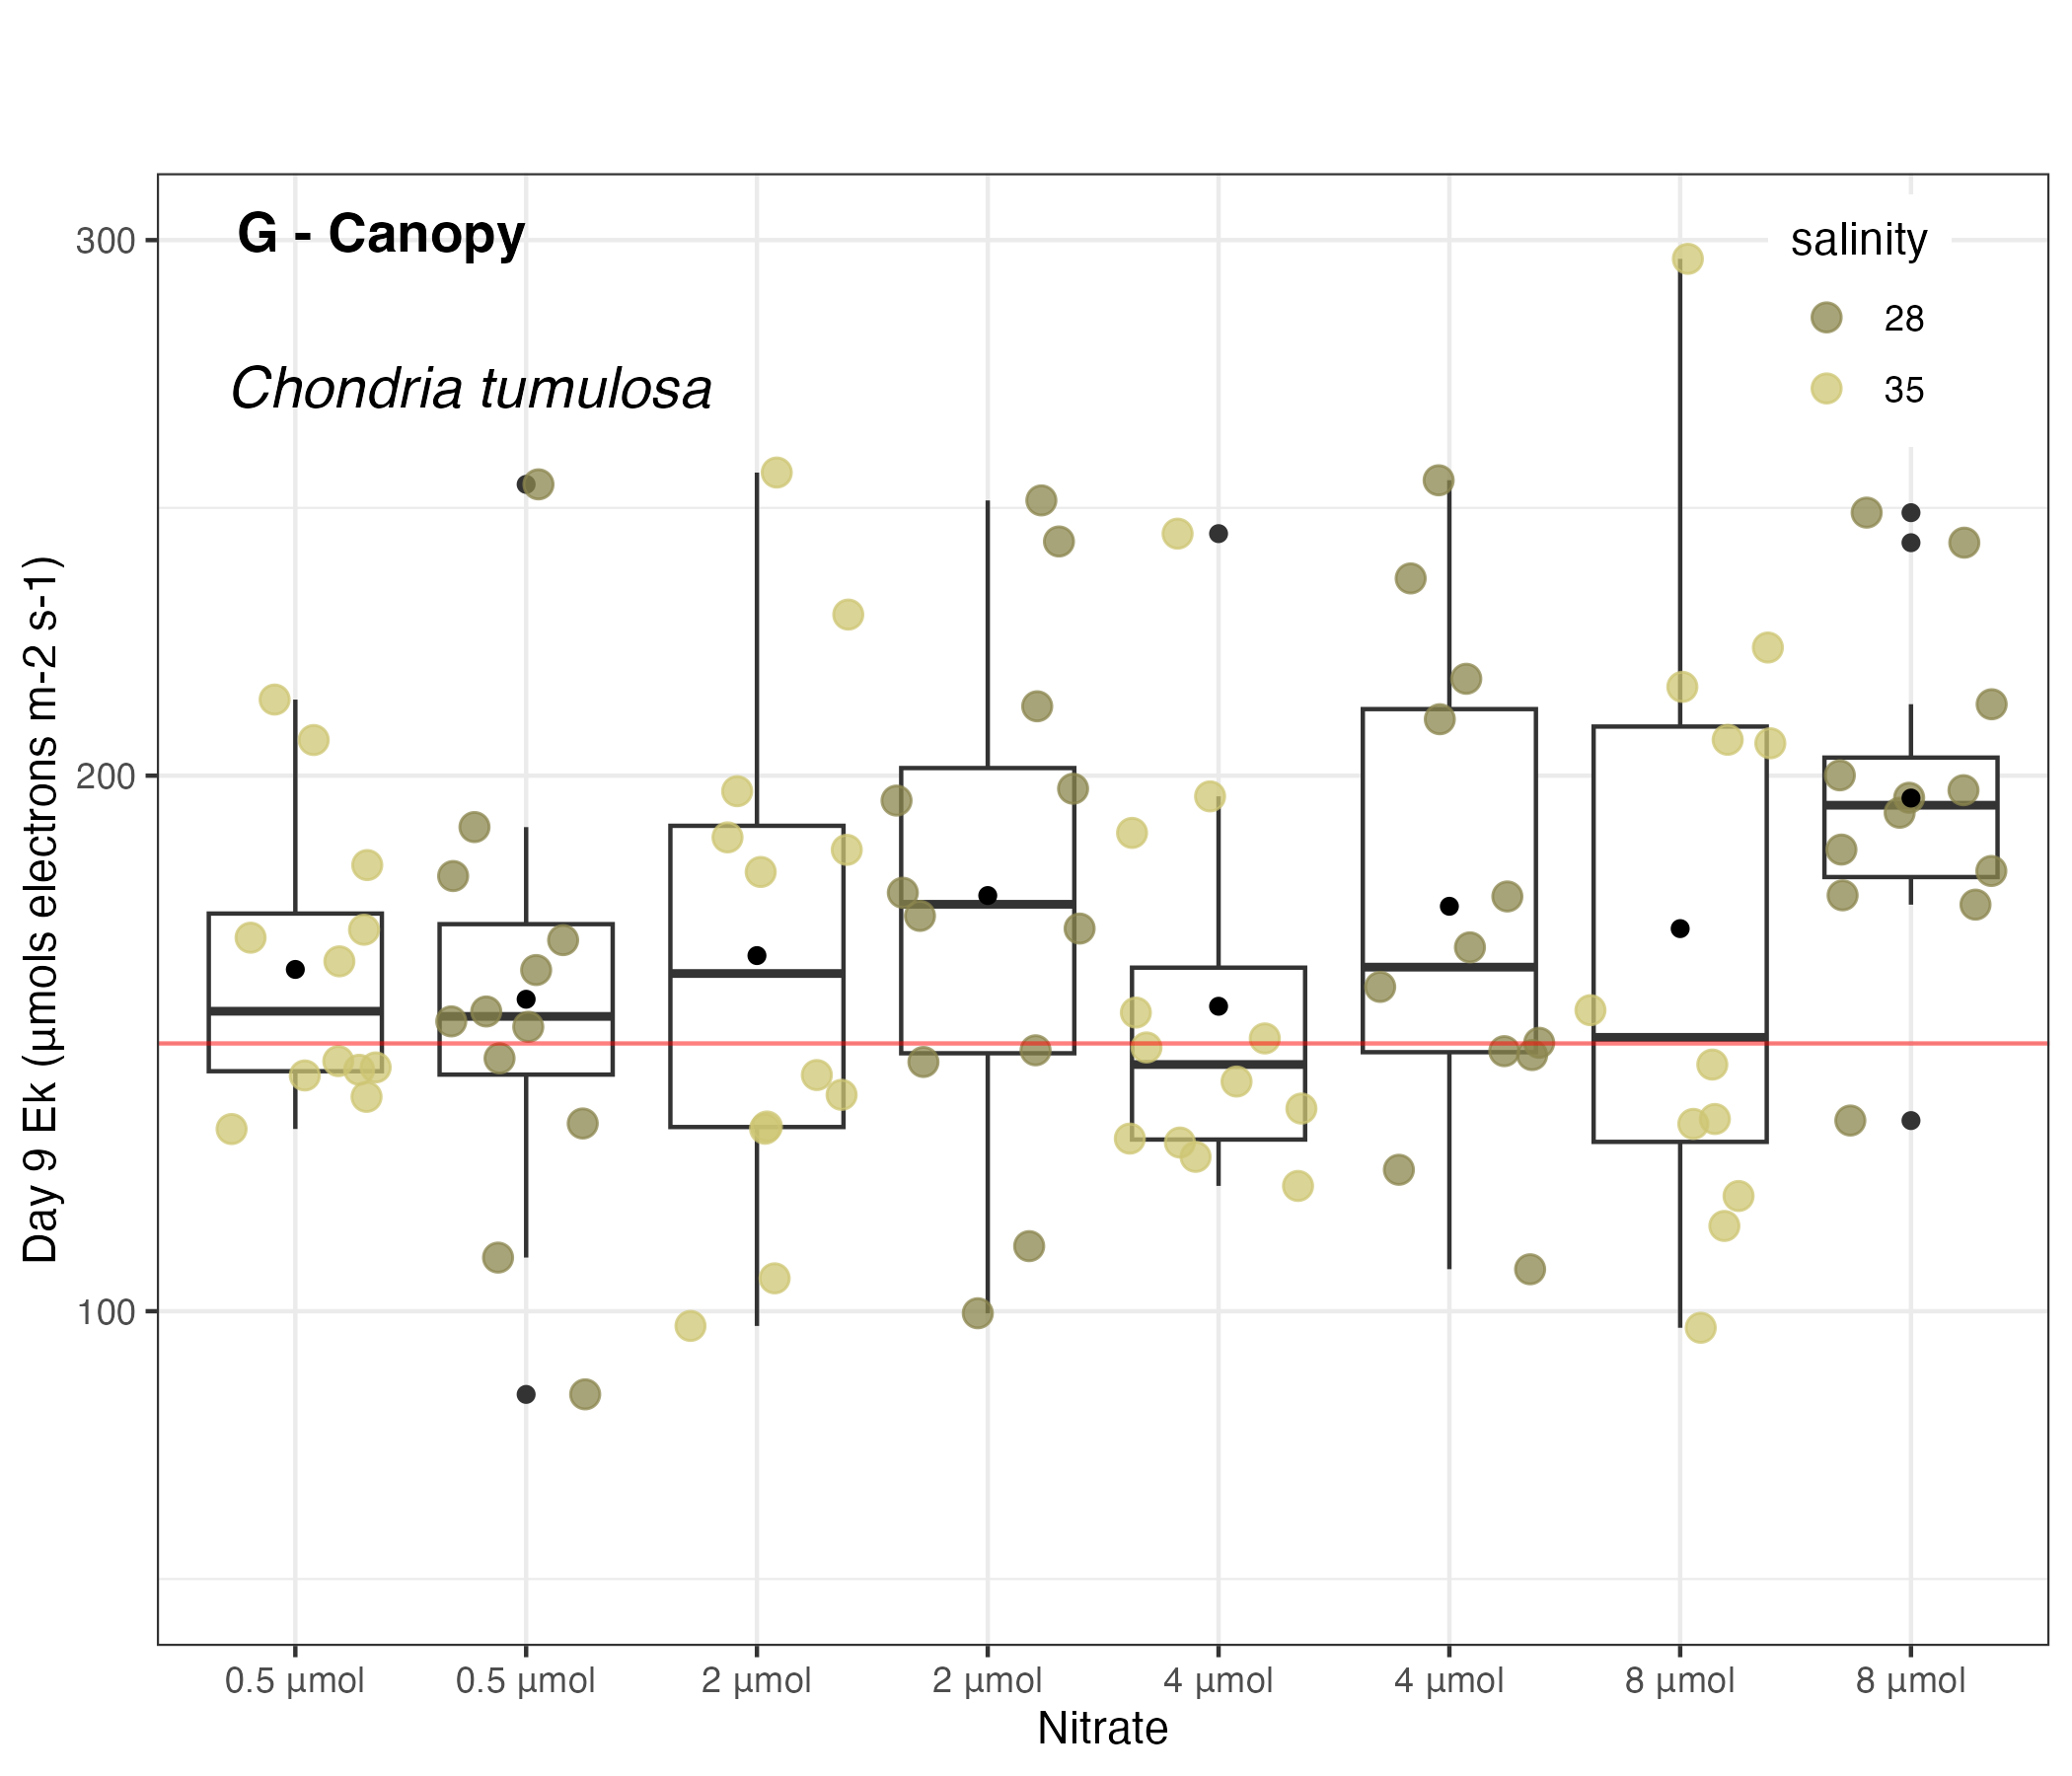 G - Canopy
Chondria tumulosa
salinity
28
35
300
200
100
Day 9 Ek (μmols electrons m-2 s-1)
0.5 μmol 0.5 μmol 2 μmol 2 μmol 4 μmol 4 μmol 8 μmol 8 μmol
Nitrate